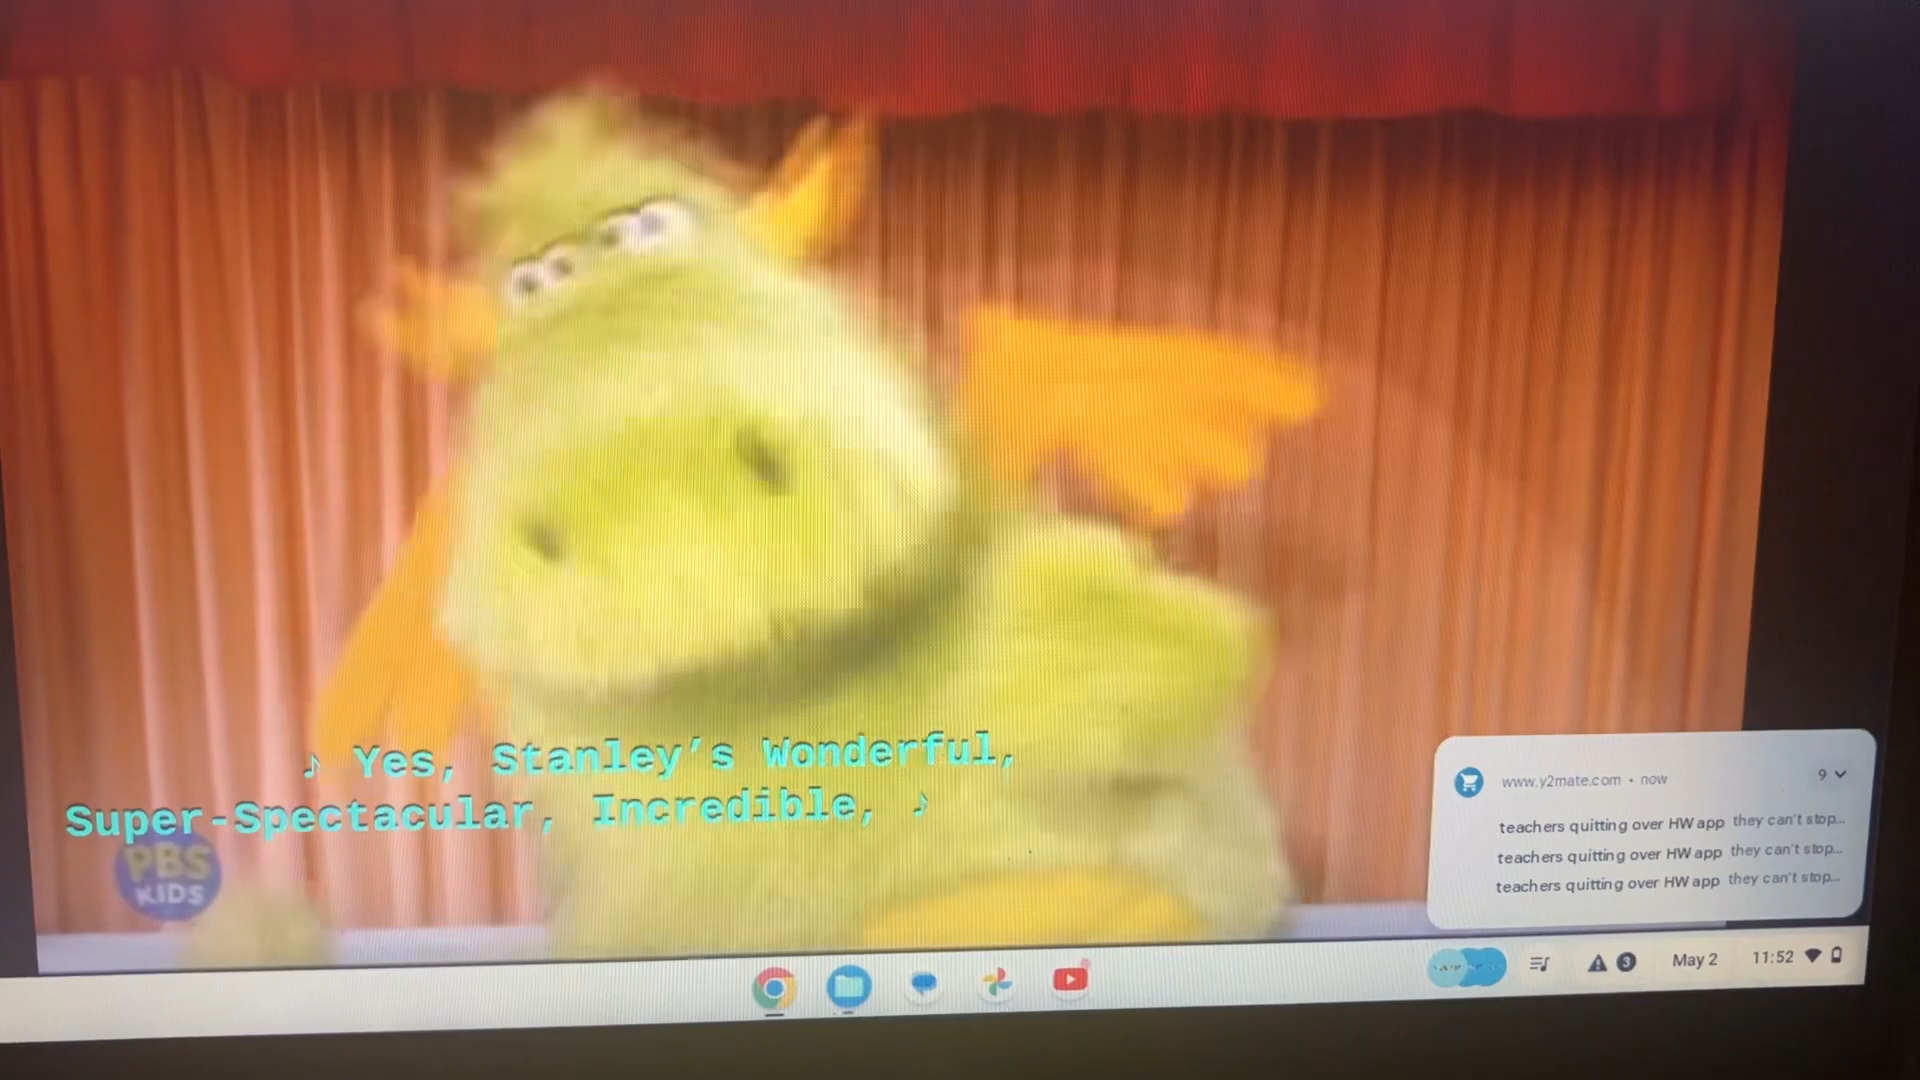 ♪ Yes, Stanley's Wonderful,
Super-Spectacular, Incredible, ♪
PBS
KIDS
www.y2mate.com • now
9
teachers quitting over HW app they can't stop...
teachers quitting over HW app they can't stop...
teachers quitting over HW app they can't stop...
3
May 2
11:52